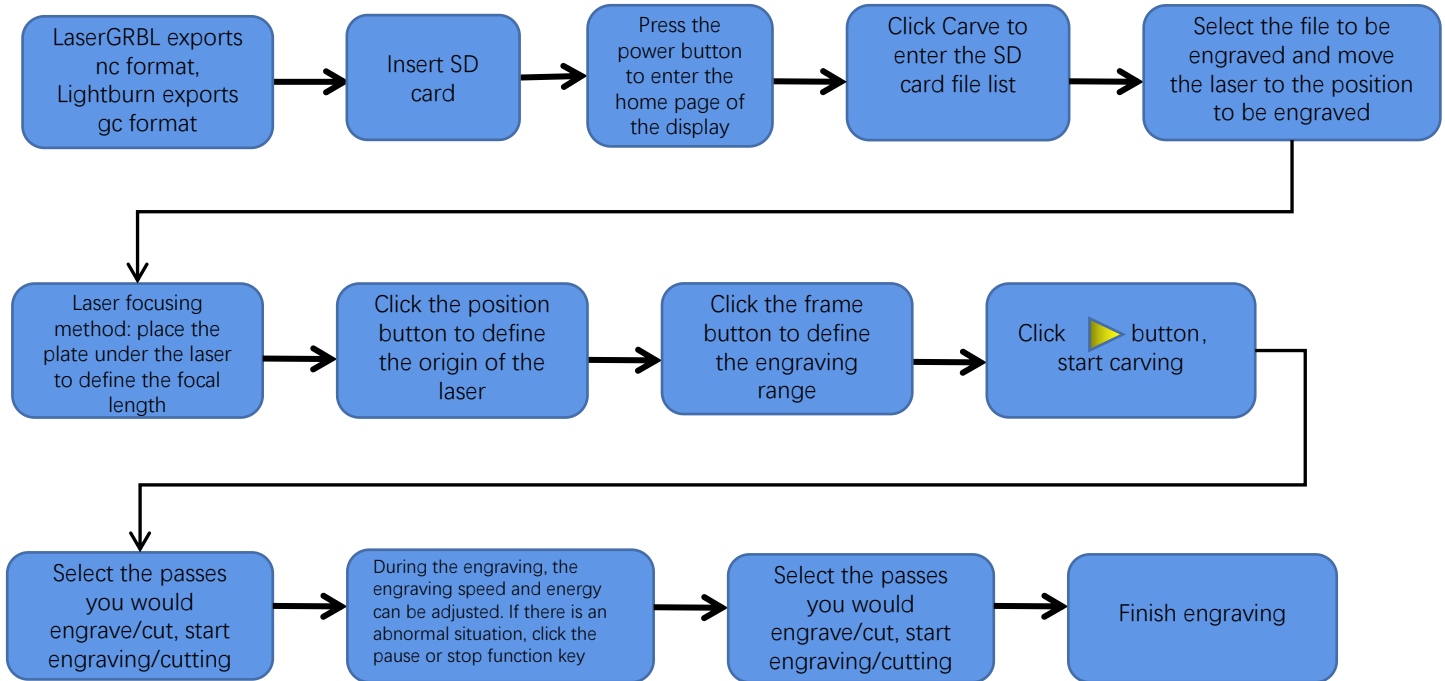 LaserGRBL exports
nc format,
Lightburn exports
gc format
Insert SD
card
Press the
power button
to enter the
home page of
the display
Click Carve to
enter the SD
card file list
Select the file to be
engraved and move
the laser to the position
to be engraved
Laser focusing
method: place the
plate under the laser
to define the focal
length
Click the position
button to define
the origin of the
laser
Click the frame
button to define
the engraving
range
Click button,
start carving
Select the passes
you would
engrave/cut, start
engraving/cutting
During the engraving, the
engraving speed and energy
can be adjusted. If there is an
abnormal situation, click the
pause or stop function key
Select the passes
you would
engrave/cut, start
engraving/cutting
Finish engraving